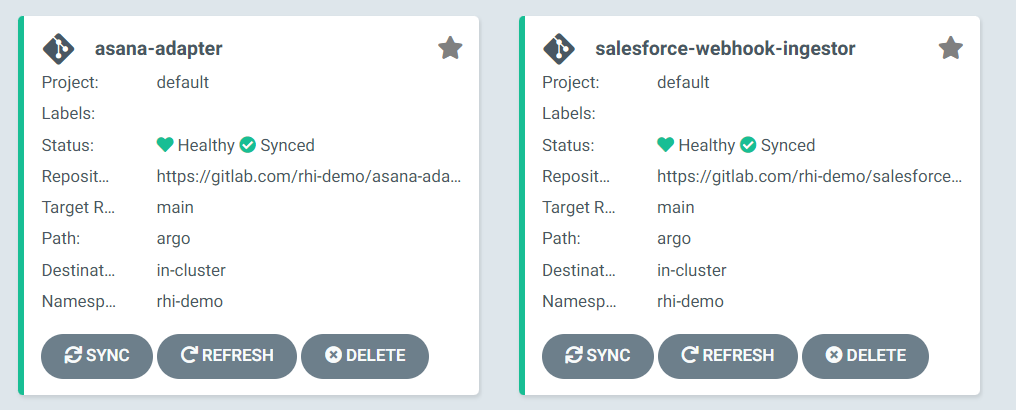 asana-adapter
Project: default
Labels:
Status: Healthy Synced
Reposit... https://gitlab.com/rhi-demo/asana-ada...
Target R... main
Path: argo
Destinat... in-cluster
Namesp... rhi-demo
SYNC REFRESH DELETE
salesforce-webhook-ingestor
Project: default
Labels:
Status: Healthy Synced
Reposit... https://gitlab.com/rhi-demo/salesforce...
Target R... main
Path: argo
Destinat... in-cluster
Namesp... rhi-demo
SYNC REFRESH DELETE